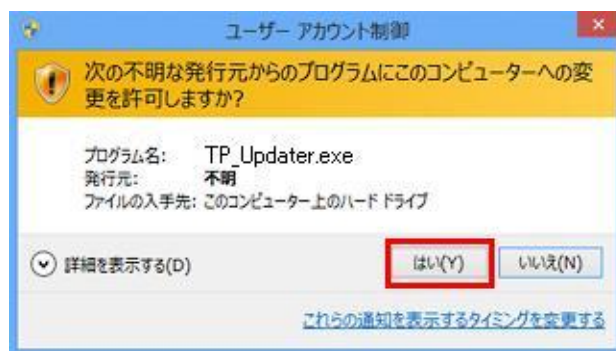 ユーザー アカウント制御
次の不明な発行元からのプログラムにこのコンピューターへの変
更を許可しますか?
プログラム名: TP_Updater.exe
発行元: 不明
ファイルの入手先: このコンピューター上のハード ドライブ
詳細を表示する(D)
はい(Y)
いいえ(N)
これらの通知を表示するタイミングを変更する